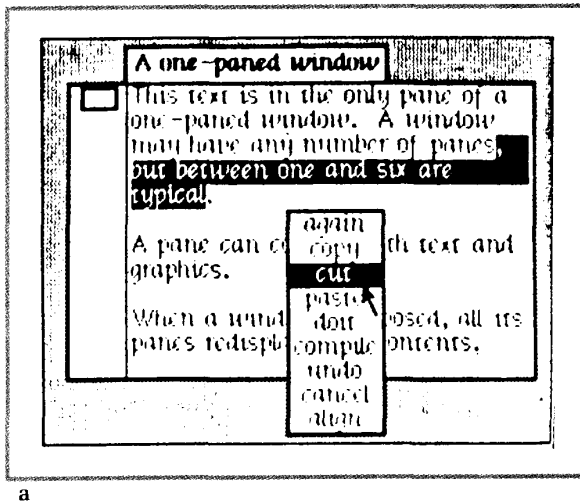 A one-paned window
This text is in the only pane of a
one-paned window. A window
may have any number of panes,
but between one and six are
typical.
A pane can c th text and
graphics.
When a wind posed, all its
panes redispl ontents.
again
copy
cut
paste
doit
compile
undo
cancel
align
a